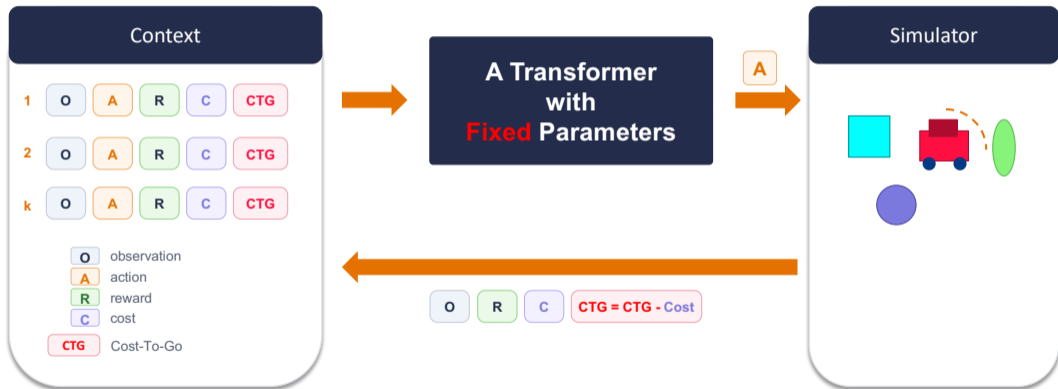 Context
1 O A R C CTG
2 O A R C CTG
k O A R C CTG
O observation
A action
R reward
C cost
CTG Cost-To-Go
A Transformer
with
Fixed Parameters
A
O R C CTG = CTG - Cost
Simulator